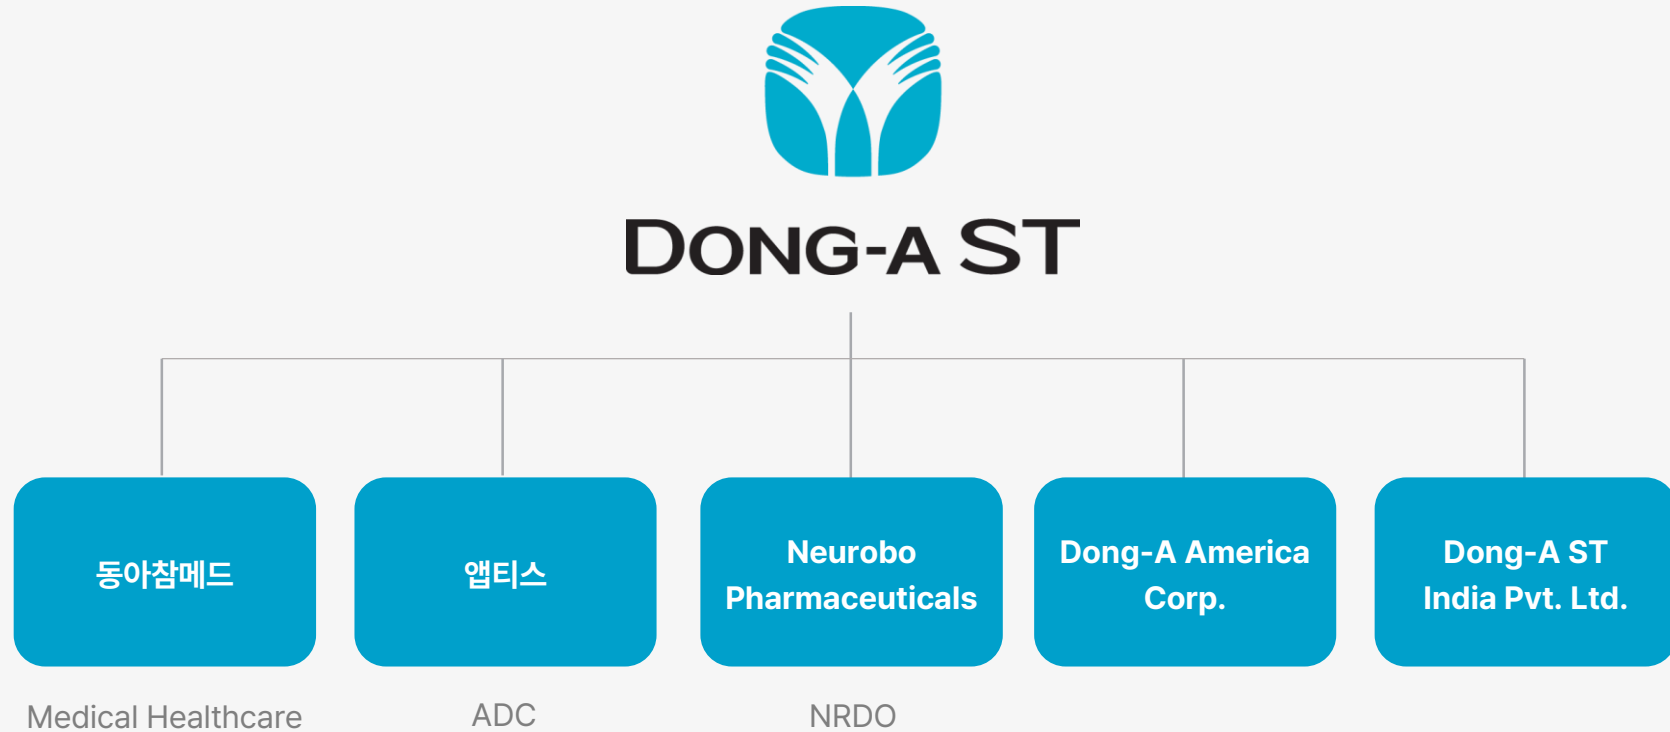 DONG-A ST
동아참메드
앱티스
Neurobo
Pharmaceuticals
Dong-A America
Corp.
Dong-A ST
India Pvt. Ltd.
Medical Healthcare
ADC
NRDO